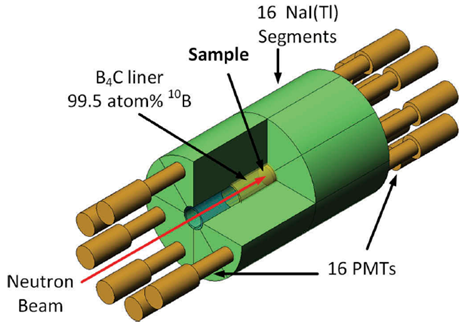 16 NaI(Tl)
Segments
Sample
B₄C liner
99.5 atom% ¹⁰B
Neutron
Beam
16 PMTs